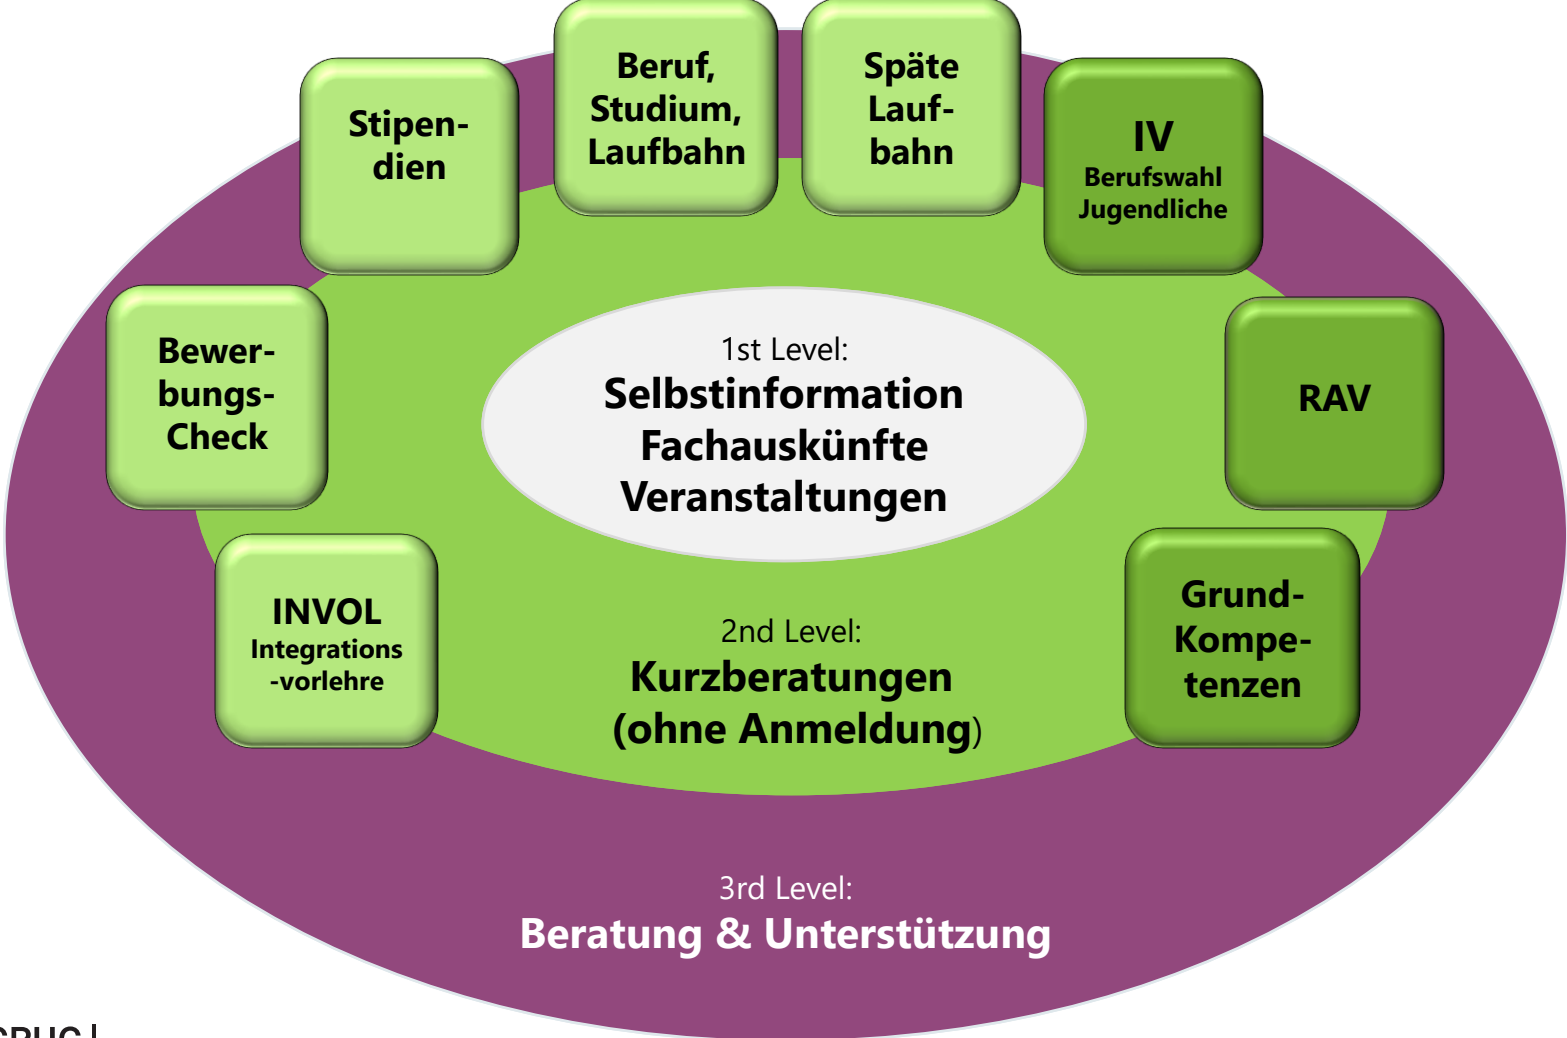 Beruf,
Studium,
Laufbahn
Späte
Lauf-
bahn
Stipen-
dien
IV
Berufswahl
Jugendliche
Bewer-
bungs-
Check
RAV
1st Level:
Selbstinformation
Fachauskünfte
Veranstaltungen
INVOL
Integrations
-vorlehre
Grund-
Kompe-
tenzen
2nd Level:
Kurzberatungen
(ohne Anmeldung)
3rd Level:
Beratung & Unterstützung